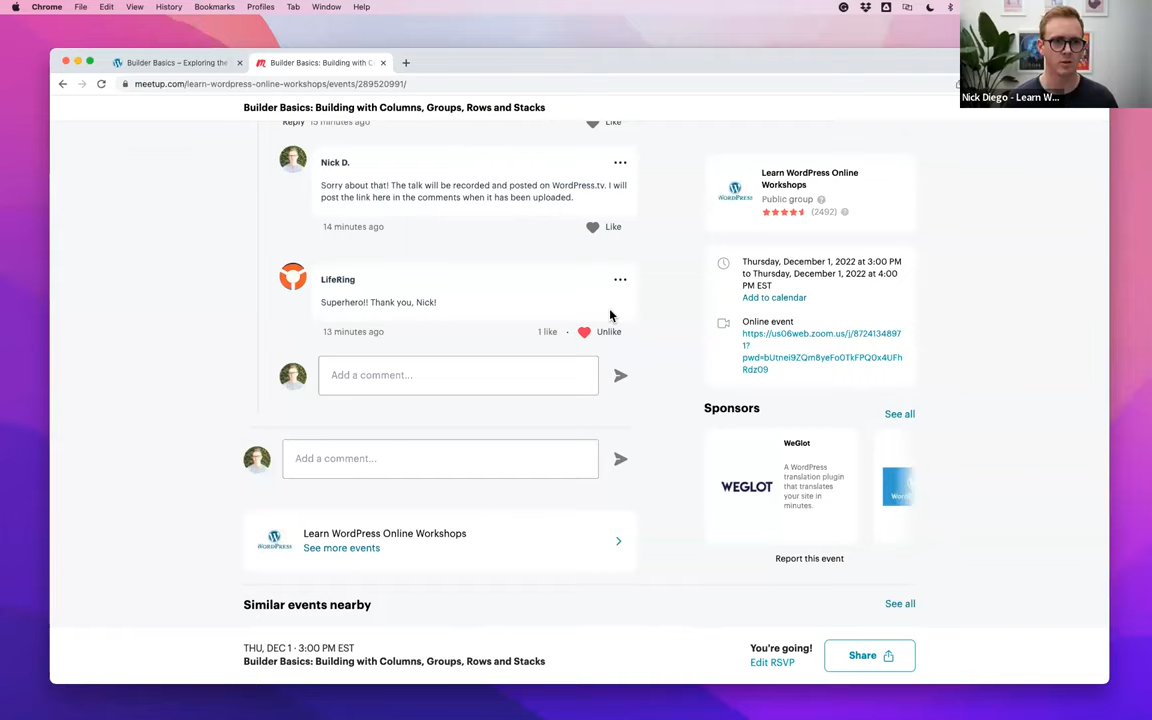 Chrome File Edit View History Bookmarks Profiles Tab Window Help
Builder Basics – Exploring the
Builder Basics: Building with C
meetup.com/learn-wordpress-online-workshops/events/289520991/
Nick Diego - Learn W...
Builder Basics: Building with Columns, Groups, Rows and Stacks
Reply 15 minutes ago
Like
Nick D.
Sorry about that! The talk will be recorded and posted on WordPress.tv. I will
post the link here in the comments when it has been uploaded.
14 minutes ago
Like
LifeRing
Superhero!! Thank you, Nick!
13 minutes ago
1 like · Unlike
Add a comment...
Add a comment...
WORDPRESS
Learn WordPress Online Workshops
See more events
Similar events nearby
See all
WORDPRESS
Learn WordPress Online
Workshops
Public group
(2492)
Thursday, December 1, 2022 at 3:00 PM
to Thursday, December 1, 2022 at 4:00
PM EST
Add to calendar
Online event
https://us06web.zoom.us/j/8724134897
1?
pwd=bUtnei9ZQm8yeFo0TkFPQ0x4UFh
Rdz09
Sponsors
See all
WeGlot
WEGLOT
A WordPress
translation plugin
that translates
your site in
minutes.
Report this event
THU, DEC 1 · 3:00 PM EST
Builder Basics: Building with Columns, Groups, Rows and Stacks
You're going!
Edit RSVP
Share